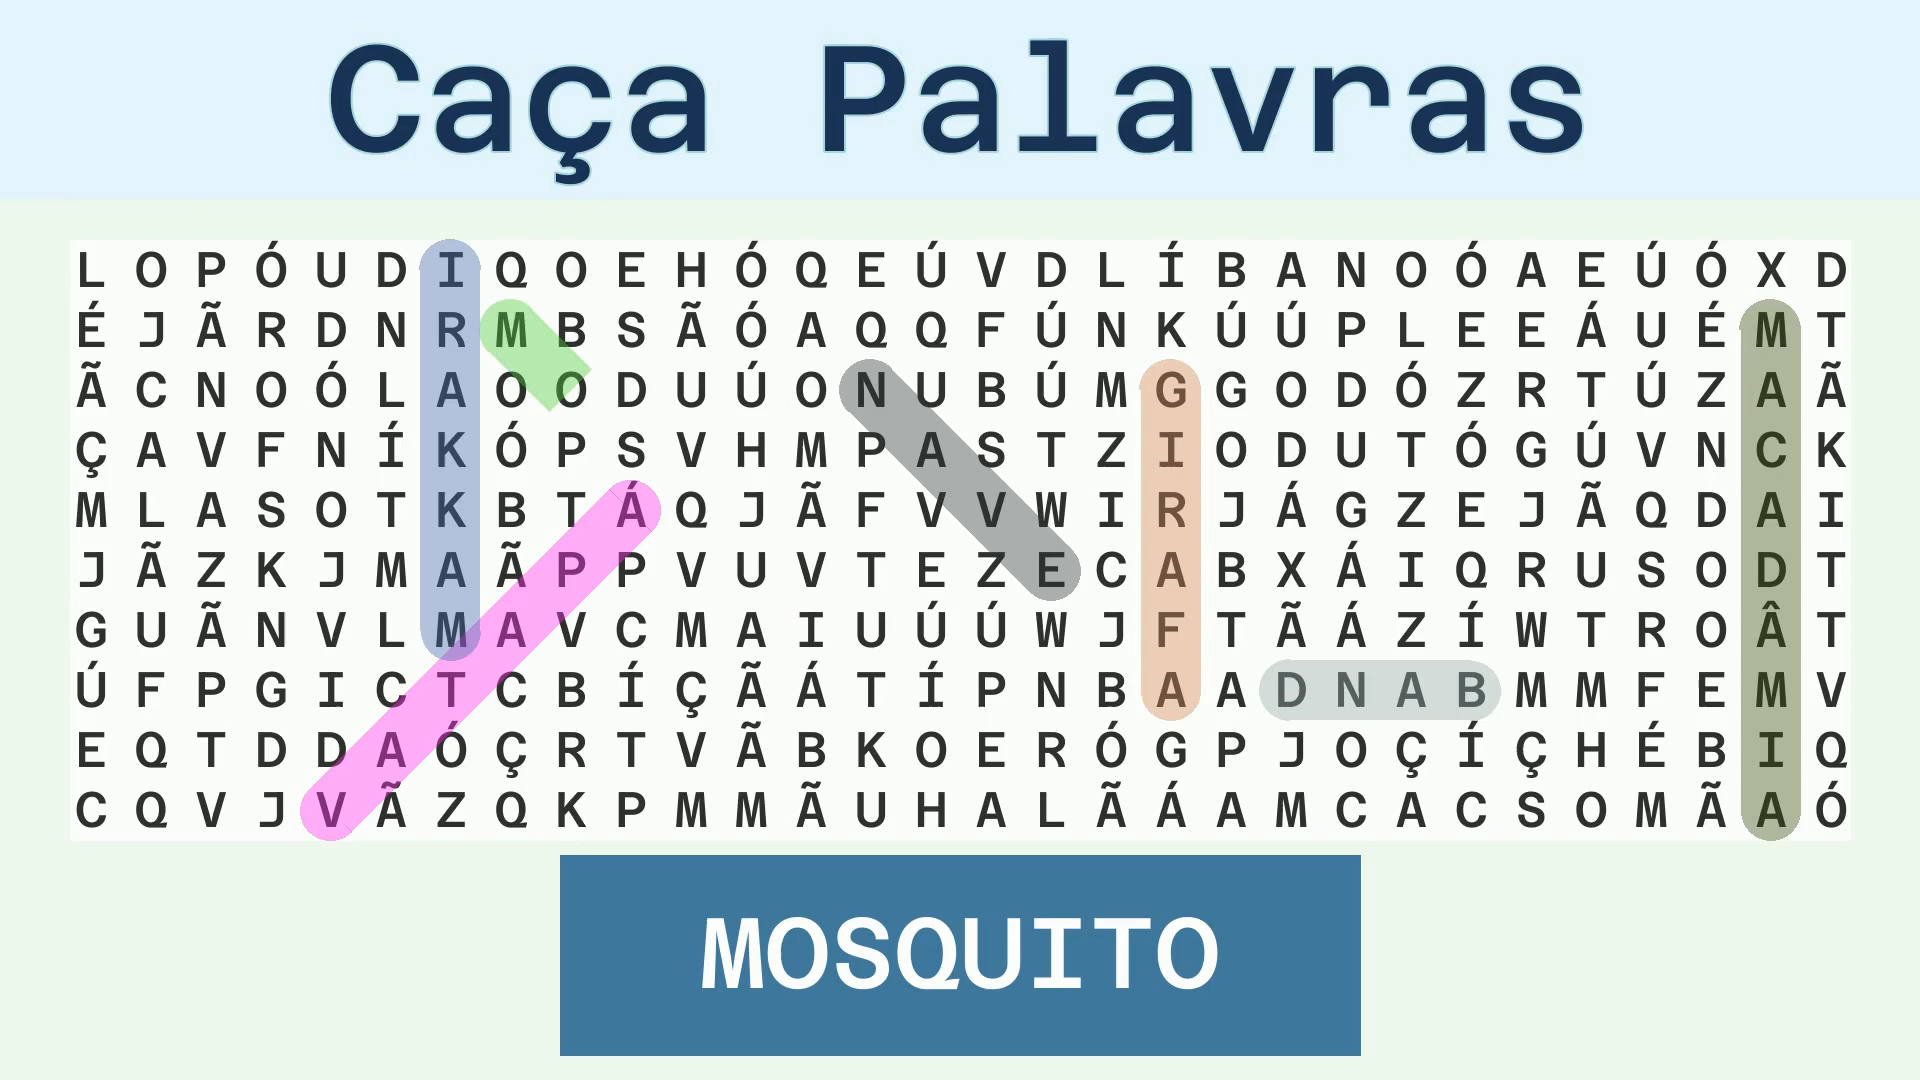 Caça Palavras
L O P Ó U D I Q O E H Ó Q E Ú V D L Í B A N O Ó A E Ú Ó X D
É J Ã R D N R M B S Ã Ó A Q Q F Ú N K Ú Ú P L E E Á U É M T
Ã C N O Ó L A O O D U Ú O N U B Ú M G G O D Ó Z R T Ú Z A Ã
Ç A V F N Í K Ó P S V H M P A S T Z I O D U T Ó G Ú V N C K
M L A S O T K B T Á Q J Ã F V V W I R J Á G Z E J Ã Q D A I
J Ã Z K J M A Ã P P V U V T E Z E C A B X Á I Q R U S O D T
G U Ã N V L M A V C M A I U Ú Ú W J F T Ã Á Z Í W T R O Â T
Ú F P G I C T C B Í Ç Ã Á T Í P N B A A D N A B M M F E M V
E Q T D D A Ó Ç R T V Ã B K O E R Ó G P J O Ç Í Ç H É B I Q
C Q V J V Ã Z Q K P M M Ã U H A L Ã Á A M C A C S O M Ã A Ó
MOSQUITO